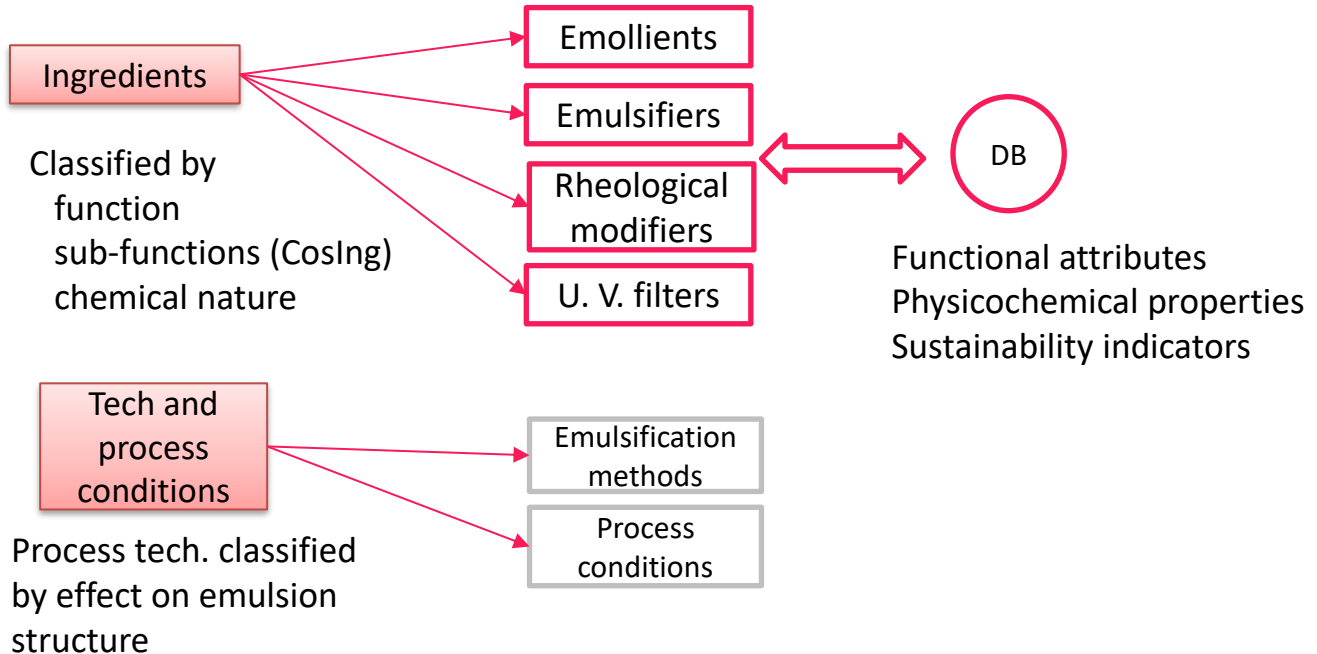 Ingredients
Classified by
function
sub-functions (CosIng)
chemical nature
Emollients
Emulsifiers
Rheological
modifiers
U. V. filters
DB
Functional attributes
Physicochemical properties
Sustainability indicators
Tech and
process
conditions
Process tech. classified
by effect on emulsion
structure
Emulsification
methods
Process
conditions